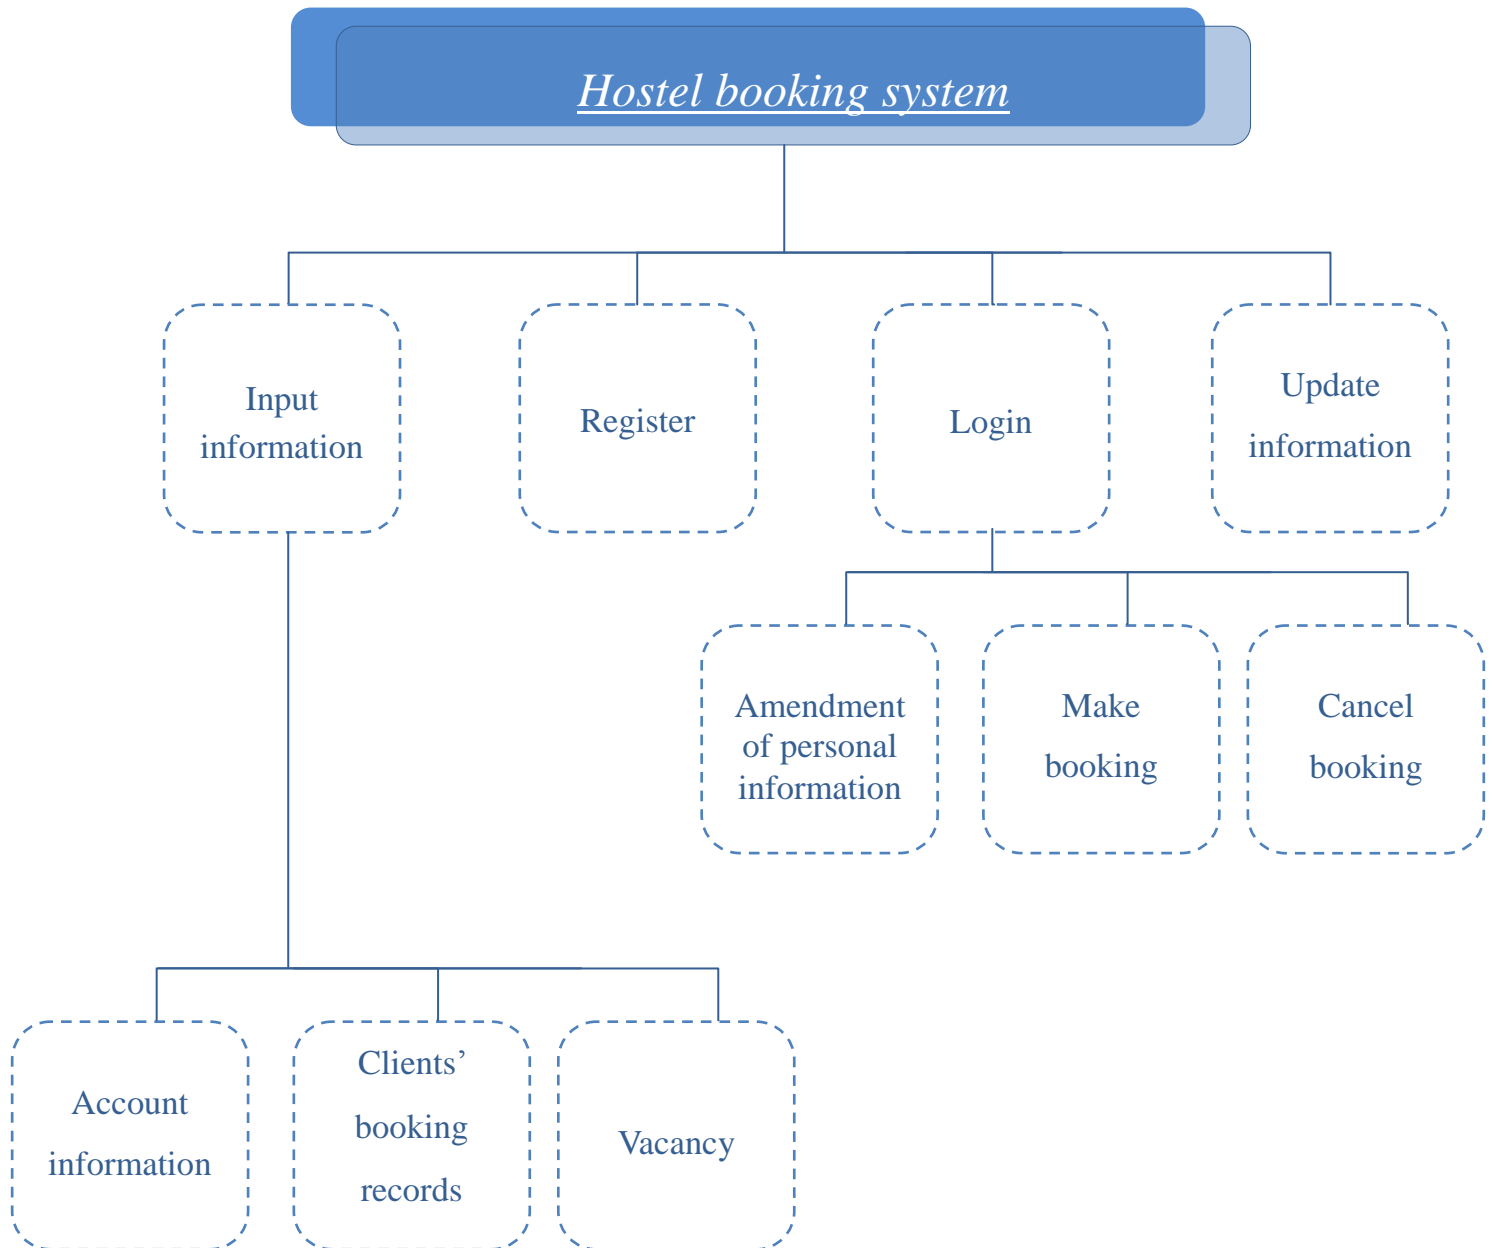 Hostel booking system
Input
information
Register
Login
Update
information
Amendment
of personal
information
Make
booking
Cancel
booking
Account
information
Clients’
booking
records
Vacancy